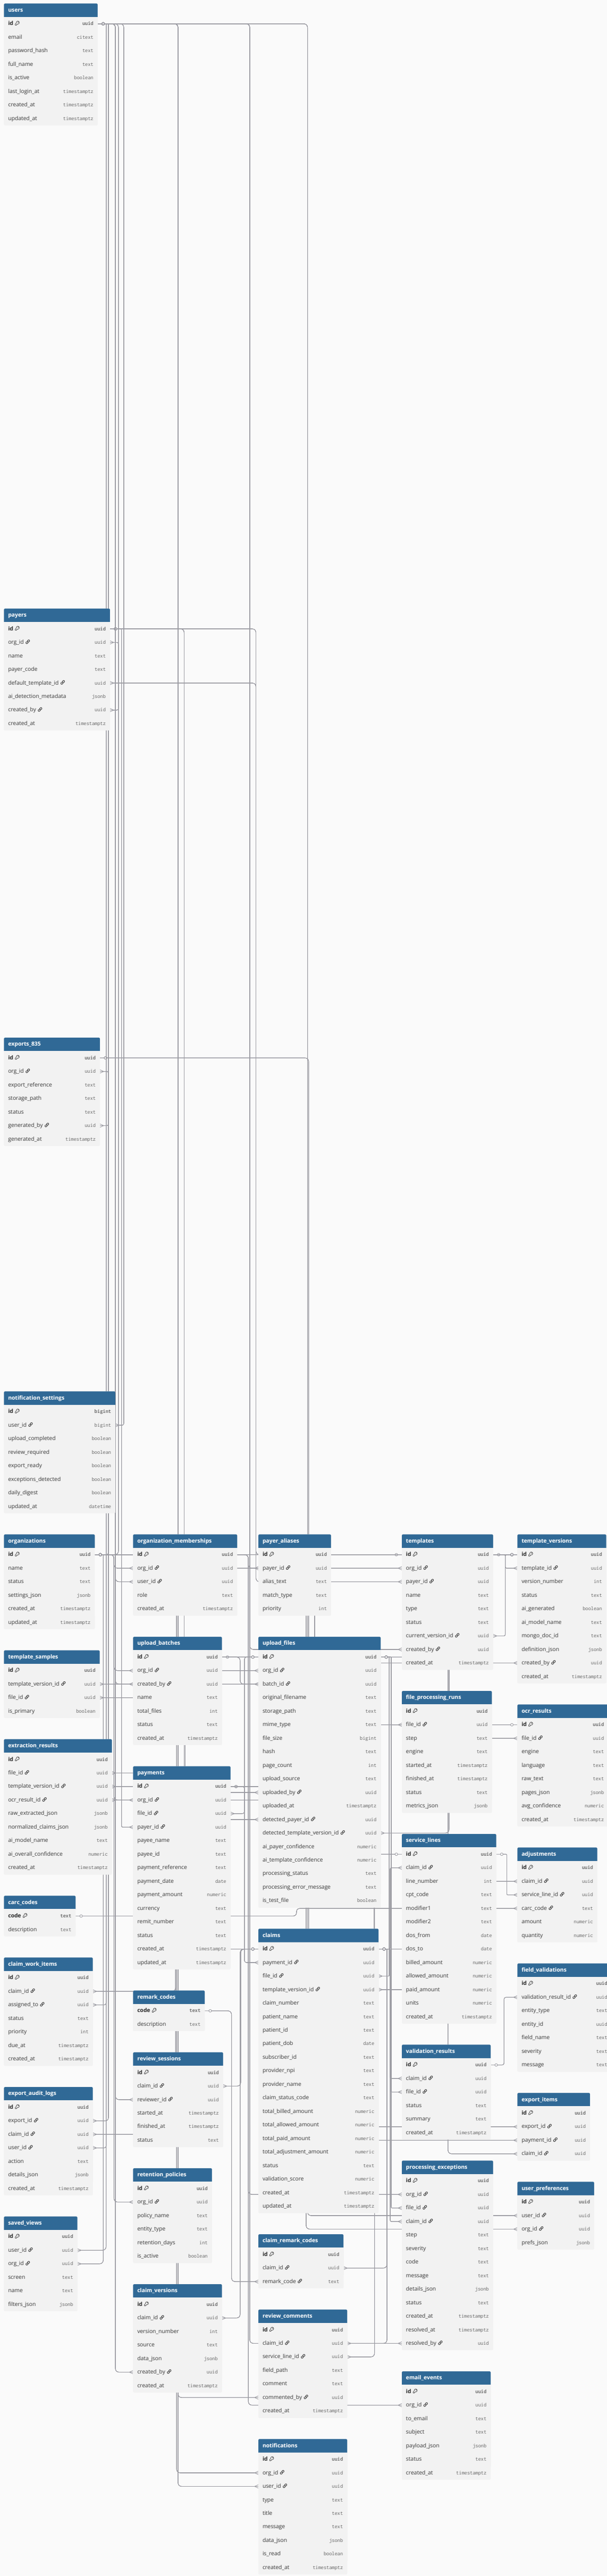 users
id uuid
email citext
password_hash text
full_name text
is_active boolean
last_login_at timestamptz
created_at timestamptz
updated_at timestamptz
payers
id uuid
org_id uuid
name text
payer_code text
default_template_id uuid
ai_detection_metadata jsonb
created_by uuid
created_at timestamptz
exports_835
id uuid
org_id uuid
export_reference text
storage_path text
status text
generated_by uuid
generated_at timestamptz
notification_settings
id bigint
user_id bigint
upload_completed boolean
review_required boolean
export_ready boolean
exceptions_detected boolean
daily_digest boolean
updated_at datetime
organizations
id uuid
name text
status text
settings_json jsonb
created_at timestamptz
updated_at timestamptz
organization_memberships
id uuid
org_id uuid
user_id uuid
role text
created_at timestamptz
payer_aliases
id uuid
payer_id uuid
alias_text text
match_type text
priority int
templates
id uuid
org_id uuid
payer_id uuid
name text
type text
status text
current_version_id uuid
created_by uuid
created_at timestamptz
template_versions
id uuid
template_id uuid
version_number int
status text
ai_generated boolean
ai_model_name text
mongo_doc_id text
definition_json jsonb
created_by uuid
created_at timestamptz
template_samples
id uuid
template_version_id uuid
file_id uuid
is_primary boolean
upload_batches
id uuid
org_id uuid
created_by uuid
name text
total_files int
status text
created_at timestamptz
upload_files
id uuid
org_id uuid
batch_id uuid
original_filename text
storage_path text
mime_type text
file_size bigint
hash text
page_count int
upload_source text
uploaded_by uuid
uploaded_at timestamptz
detected_payer_id uuid
detected_template_version_id uuid
ai_payer_confidence numeric
ai_template_confidence numeric
processing_status text
processing_error_message text
is_test_file boolean
file_processing_runs
id uuid
file_id uuid
step text
engine text
started_at timestamptz
finished_at timestamptz
status text
metrics_json jsonb
ocr_results
id uuid
file_id uuid
engine text
language text
raw_text text
pages_json jsonb
avg_confidence numeric
created_at timestamptz
extraction_results
id uuid
file_id uuid
template_version_id uuid
ocr_result_id uuid
raw_extracted_json jsonb
normalized_claims_json jsonb
ai_model_name text
ai_overall_confidence numeric
created_at timestamptz
payments
id uuid
org_id uuid
file_id uuid
payer_id uuid
payee_name text
payee_id text
payment_reference text
payment_date date
payment_amount numeric
currency text
remit_number text
status text
created_at timestamptz
updated_at timestamptz
service_lines
id uuid
claim_id uuid
line_number int
cpt_code text
modifier1 text
modifier2 text
dos_from date
dos_to date
billed_amount numeric
allowed_amount numeric
paid_amount numeric
units numeric
created_at timestamptz
adjustments
id uuid
claim_id uuid
service_line_id uuid
carc_code text
amount numeric
quantity numeric
carc_codes
code text
description text
claims
id uuid
payment_id uuid
file_id uuid
template_version_id uuid
claim_number text
patient_name text
patient_id text
patient_dob date
subscriber_id text
provider_npi text
provider_name text
claim_status_code text
total_billed_amount numeric
total_allowed_amount numeric
total_paid_amount numeric
total_adjustment_amount numeric
status text
validation_score numeric
created_at timestamptz
updated_at timestamptz
claim_work_items
id uuid
claim_id uuid
assigned_to uuid
status text
priority int
due_at timestamptz
created_at timestamptz
remark_codes
code text
description text
field_validations
id uuid
validation_result_id uuid
entity_type text
entity_id uuid
field_name text
severity text
message text
review_sessions
id uuid
claim_id uuid
reviewer_id uuid
started_at timestamptz
finished_at timestamptz
status text
validation_results
id uuid
claim_id uuid
file_id uuid
status text
summary text
created_at timestamptz
export_audit_logs
id uuid
export_id uuid
claim_id uuid
user_id uuid
action text
details_json jsonb
created_at timestamptz
export_items
id uuid
export_id uuid
payment_id uuid
claim_id uuid
retention_policies
id uuid
org_id uuid
policy_name text
entity_type text
retention_days int
is_active boolean
processing_exceptions
id uuid
org_id uuid
file_id uuid
claim_id uuid
step text
severity text
code text
message text
details_json jsonb
status text
created_at timestamptz
resolved_at timestamptz
resolved_by uuid
user_preferences
id uuid
user_id uuid
org_id uuid
prefs_json jsonb
saved_views
id uuid
user_id uuid
org_id uuid
screen text
name text
filters_json jsonb
claim_remark_codes
id uuid
claim_id uuid
remark_code text
claim_versions
id uuid
claim_id uuid
version_number int
source text
data_json jsonb
created_by uuid
created_at timestamptz
review_comments
id uuid
claim_id uuid
service_line_id uuid
field_path text
comment text
commented_by uuid
created_at timestamptz
email_events
id uuid
org_id uuid
to_email text
subject text
payload_json jsonb
status text
created_at timestamptz
notifications
id uuid
org_id uuid
user_id uuid
type text
title text
message text
data_json jsonb
is_read boolean
created_at timestamptz